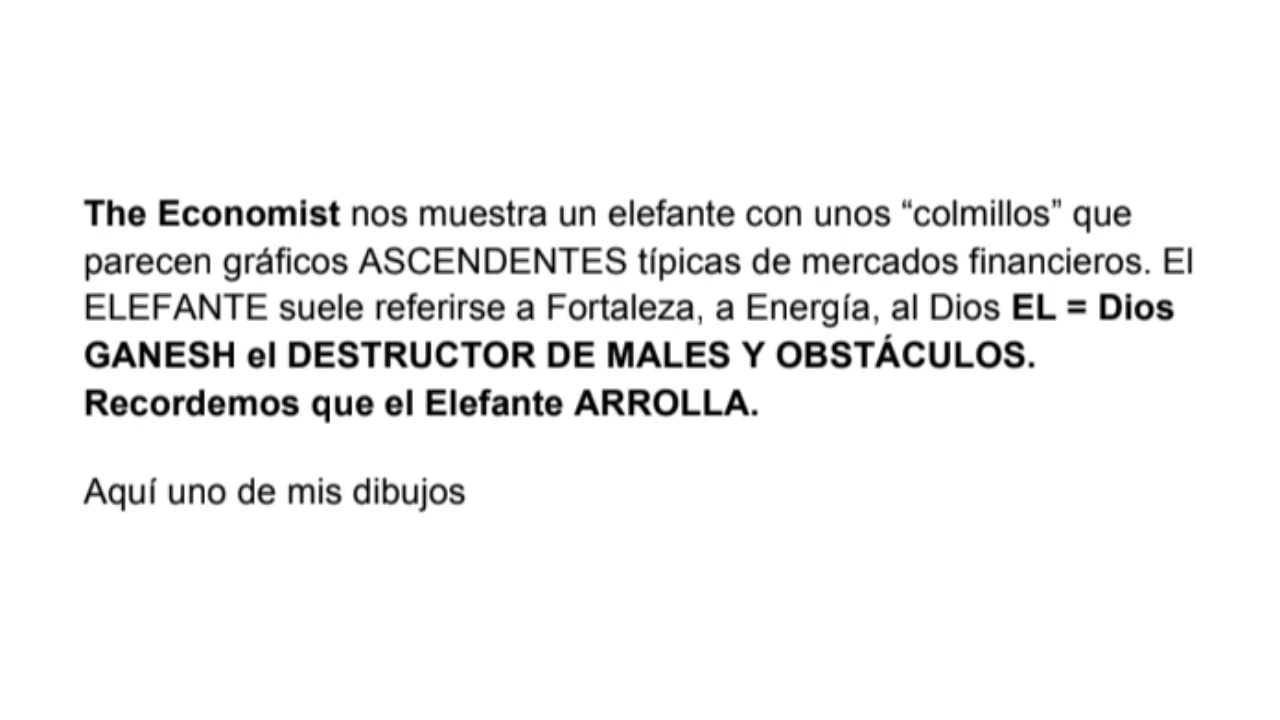 The Economist nos muestra un elefante con unos “colmillos” que
parecen gráficos ASCENDENTES típicas de mercados financieros. El
ELEFANTE suele referirse a Fortaleza, a Energía, al Dios EL = Dios
GANESH el DESTRUCTOR DE MALES Y OBSTÁCULOS.
Recordemos que el Elefante ARROLLA.
Aquí uno de mis dibujos